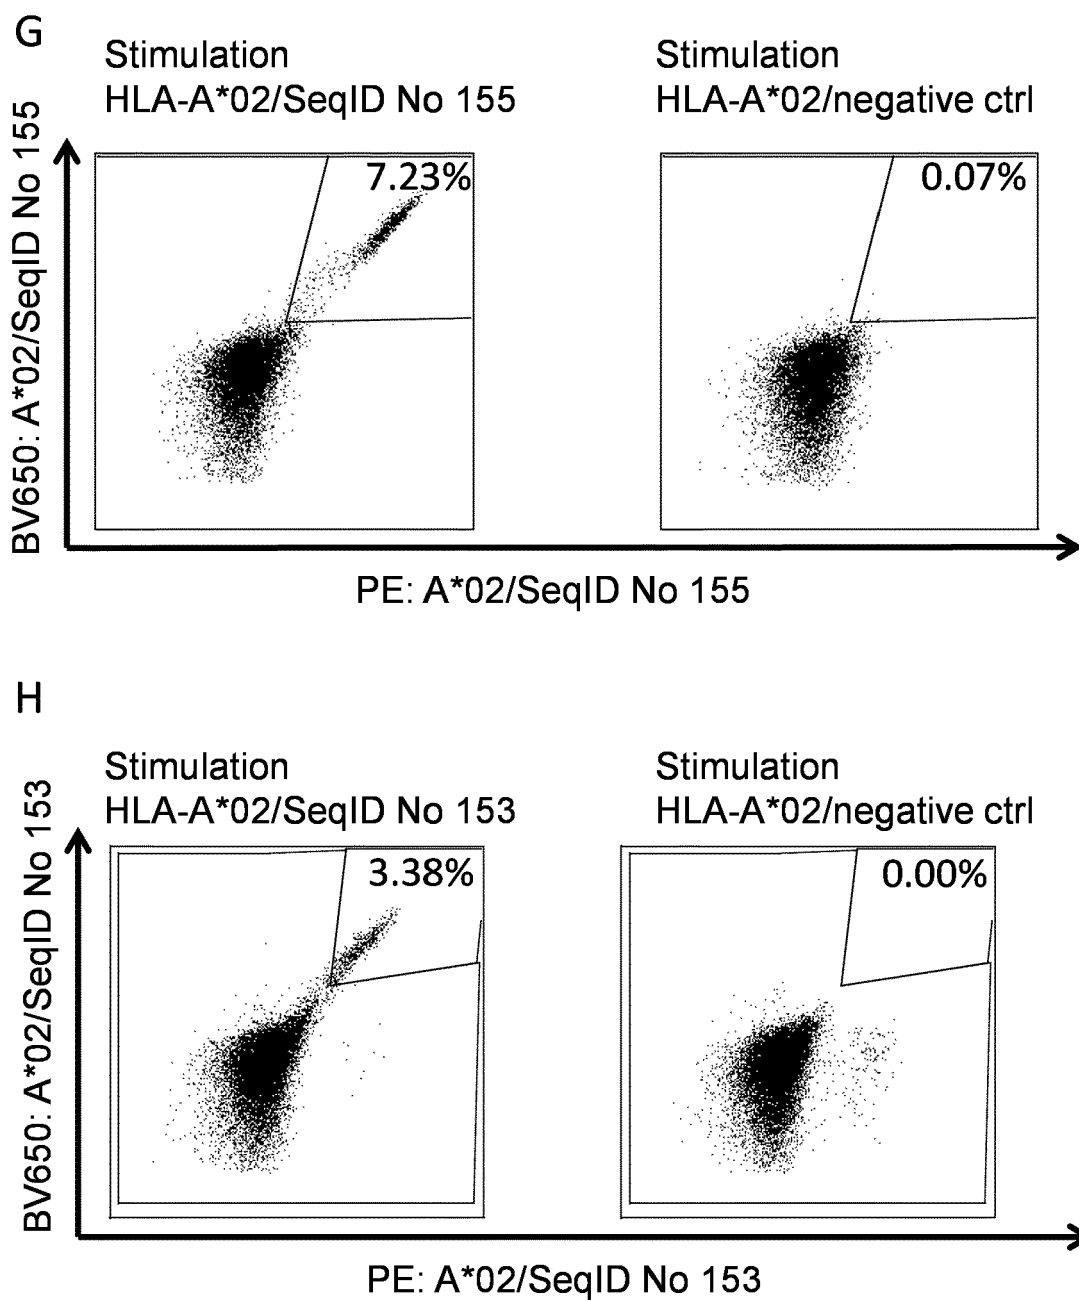 G
Stimulation
HLA-A*02/SeqID No 155
Stimulation
HLA-A*02/negative ctrl
BV650: A*02/SeqID No 155
7.23%
0.07%
PE: A*02/SeqID No 155
H
Stimulation
HLA-A*02/SeqID No 153
Stimulation
HLA-A*02/negative ctrl
BV650: A*02/SeqID No 153
3.38%
0.00%
PE: A*02/SeqID No 153